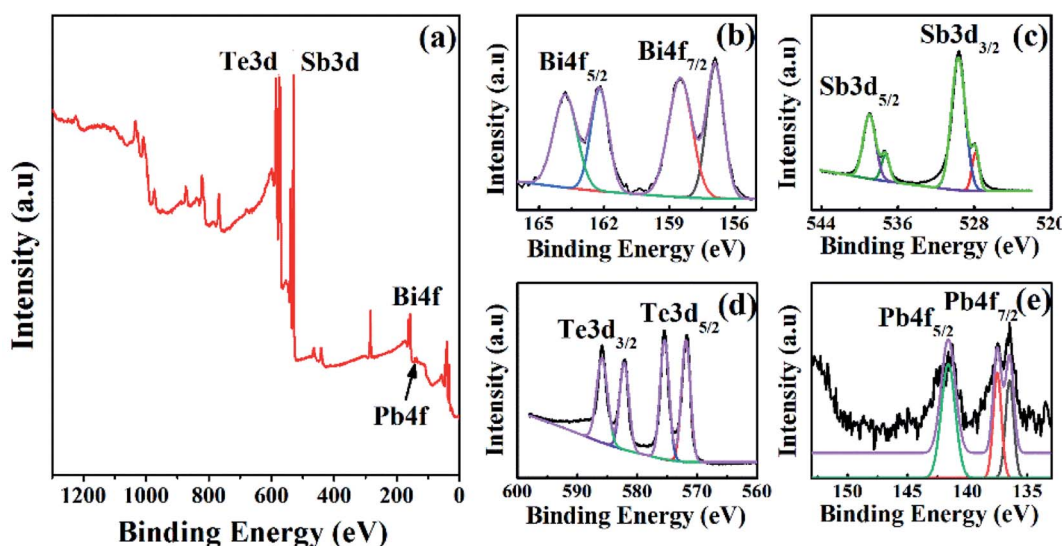 (a)
Te3d
Sb3d
Bi4f
Pb4f
Intensity (a.u)
1200 1000 800 600 400 200 0
Binding Energy (eV)
(b)
Bi4f5/2
Bi4f7/2
Intensity (a.u)
165 162 159 156
Binding Energy (eV)
(c)
Sb3d3/2
Sb3d5/2
Intensity (a.u)
544 536 528 520
Binding Energy (eV)
(d)
Te3d3/2
Te3d5/2
Intensity (a.u)
600 590 580 570 560
Binding Energy (eV)
(e)
Pb4f7/2
Pb4f5/2
Intensity (a.u)
150 145 140 135
Binding Energy (eV)